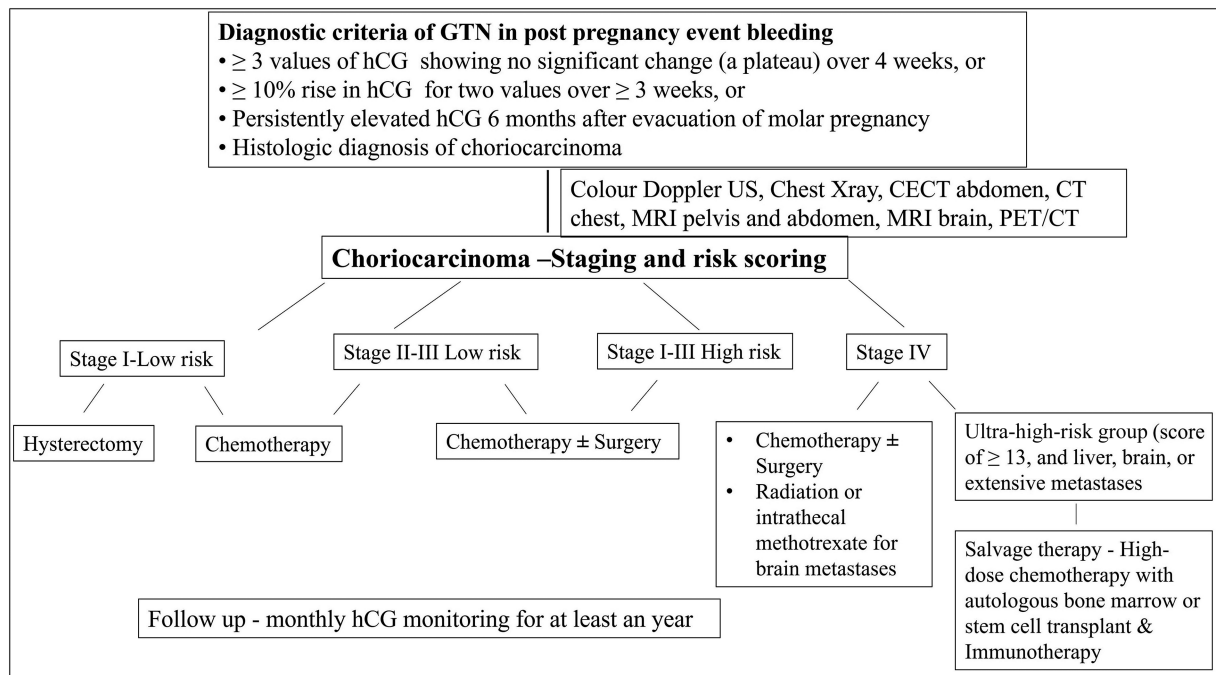 Diagnostic criteria of GTN in post pregnancy event bleeding
• ≥ 3 values of hCG showing no significant change (a plateau) over 4 weeks, or
• ≥ 10% rise in hCG for two values over ≥ 3 weeks, or
• Persistently elevated hCG 6 months after evacuation of molar pregnancy
• Histologic diagnosis of choriocarcinoma
Colour Doppler US, Chest Xray, CECT abdomen, CT
chest, MRI pelvis and abdomen, MRI brain, PET/CT
Choriocarcinoma –Staging and risk scoring
Stage I-Low risk
Stage II-III Low risk
Stage I-III High risk
Stage IV
Hysterectomy
Chemotherapy
Chemotherapy ± Surgery
• Chemotherapy ±
Surgery
• Radiation or
intrathecal
methotrexate for
brain metastases
Ultra-high-risk group (score
of ≥ 13, and liver, brain, or
extensive metastases
Salvage therapy - High-
dose chemotherapy with
autologous bone marrow or
stem cell transplant &
Immunotherapy
Follow up - monthly hCG monitoring for at least an year